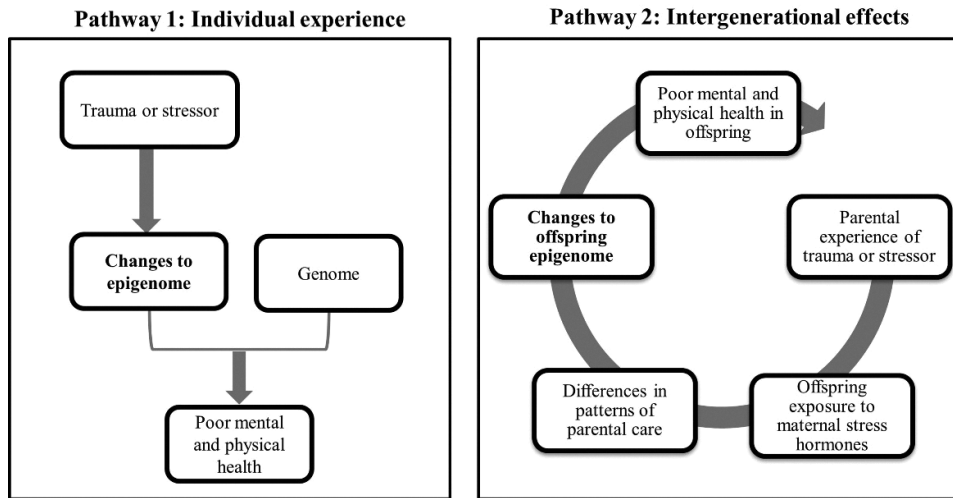 Pathway 1: Individual experience
Trauma or stressor
Changes to
epigenome
Genome
Poor mental
and physical
health
Pathway 2: Intergenerational effects
Poor mental and
physical health in
offspring
Changes to
offspring
epigenome
Parental
experience of
trauma or stressor
Differences in
patterns of
parental care
Offspring
exposure to
maternal stress
hormones